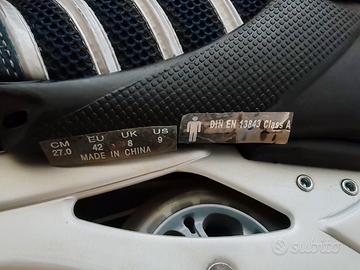 CM EU UK US
27.0 42 8 9
MADE IN CHINA
DIN EN 13843 Class A
subito